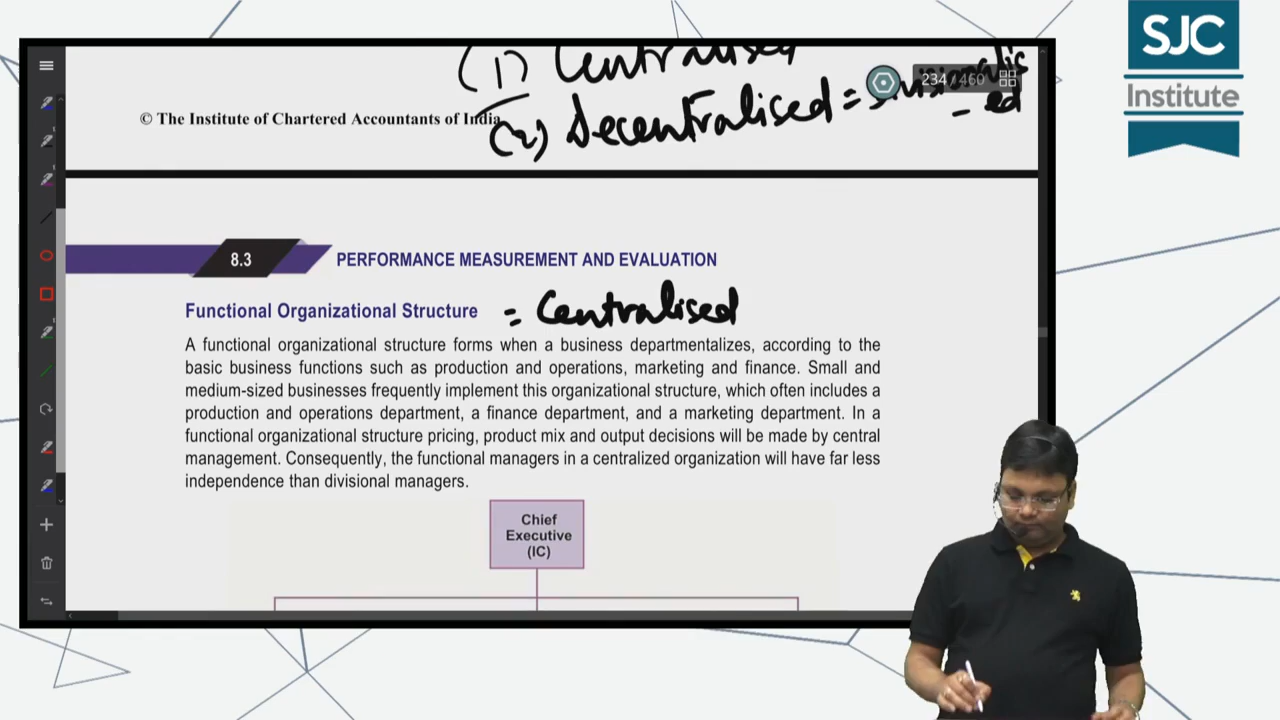 (1) Centralised
234 / 460
(2) Decentralised = Divisionalis
- ed
© The Institute of Chartered Accountants of India
SJC
Institute
8.3
PERFORMANCE MEASUREMENT AND EVALUATION
Functional Organizational Structure = Centralised
A functional organizational structure forms when a business departmentalizes, according to the
basic business functions such as production and operations, marketing and finance. Small and
medium-sized businesses frequently implement this organizational structure, which often includes a
production and operations department, a finance department, and a marketing department. In a
functional organizational structure pricing, product mix and output decisions will be made by central
management. Consequently, the functional managers in a centralized organization will have far less
independence than divisional managers.
Chief
Executive
(IC)